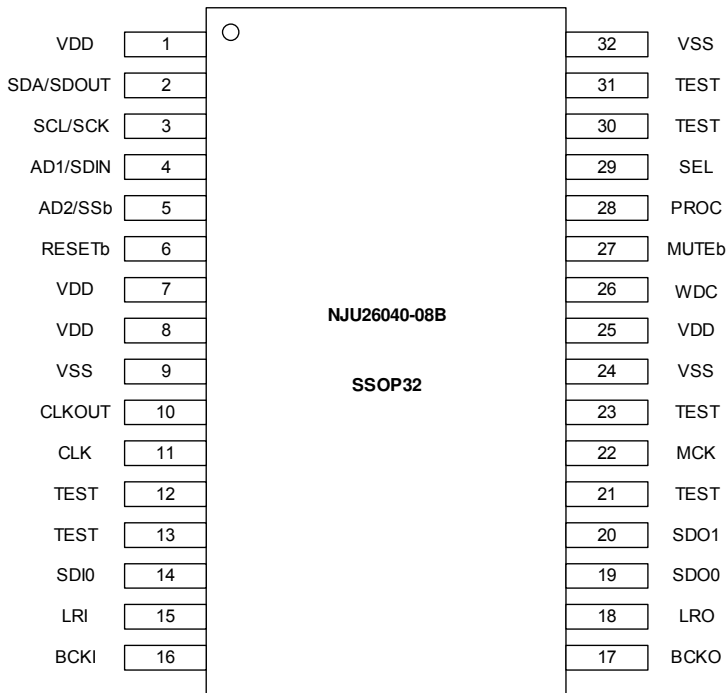 VDD 1 32 VSS
SDA/SDOUT 2 31 TEST
SCL/SCK 3 30 TEST
AD1/SDIN 4 29 SEL
AD2/SSb 5 28 PROC
RESETb 6 27 MUTEb
VDD 7 26 WDC
NJU26040-08B
VDD 8 25 VDD
VSS 9 24 VSS
SSOP32
CLKOUT 10 23 TEST
CLK 11 22 MCK
TEST 12 21 TEST
TEST 13 20 SDO1
SDI0 14 19 SDO0
LRI 15 18 LRO
BCKI 16 17 BCKO